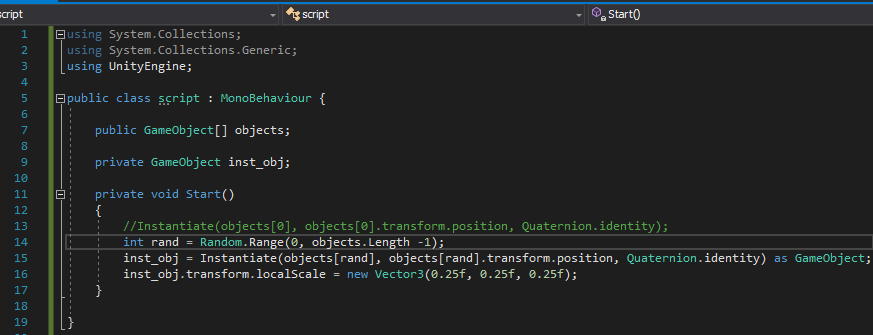 script
script
Start()
1 using System.Collections;
2 using System.Collections.Generic;
3 using UnityEngine;
4
5 public class script : MonoBehaviour {
6
7 public GameObject[] objects;
8
9 private GameObject inst_obj;
10
11 private void Start()
12 {
13 //Instantiate(objects[0], objects[0].transform.position, Quaternion.identity);
14 int rand = Random.Range(0, objects.Length -1);
15 inst_obj = Instantiate(objects[rand], objects[rand].transform.position, Quaternion.identity) as GameObject;
16 inst_obj.transform.localScale = new Vector3(0.25f, 0.25f, 0.25f);
17 }
18
19 }